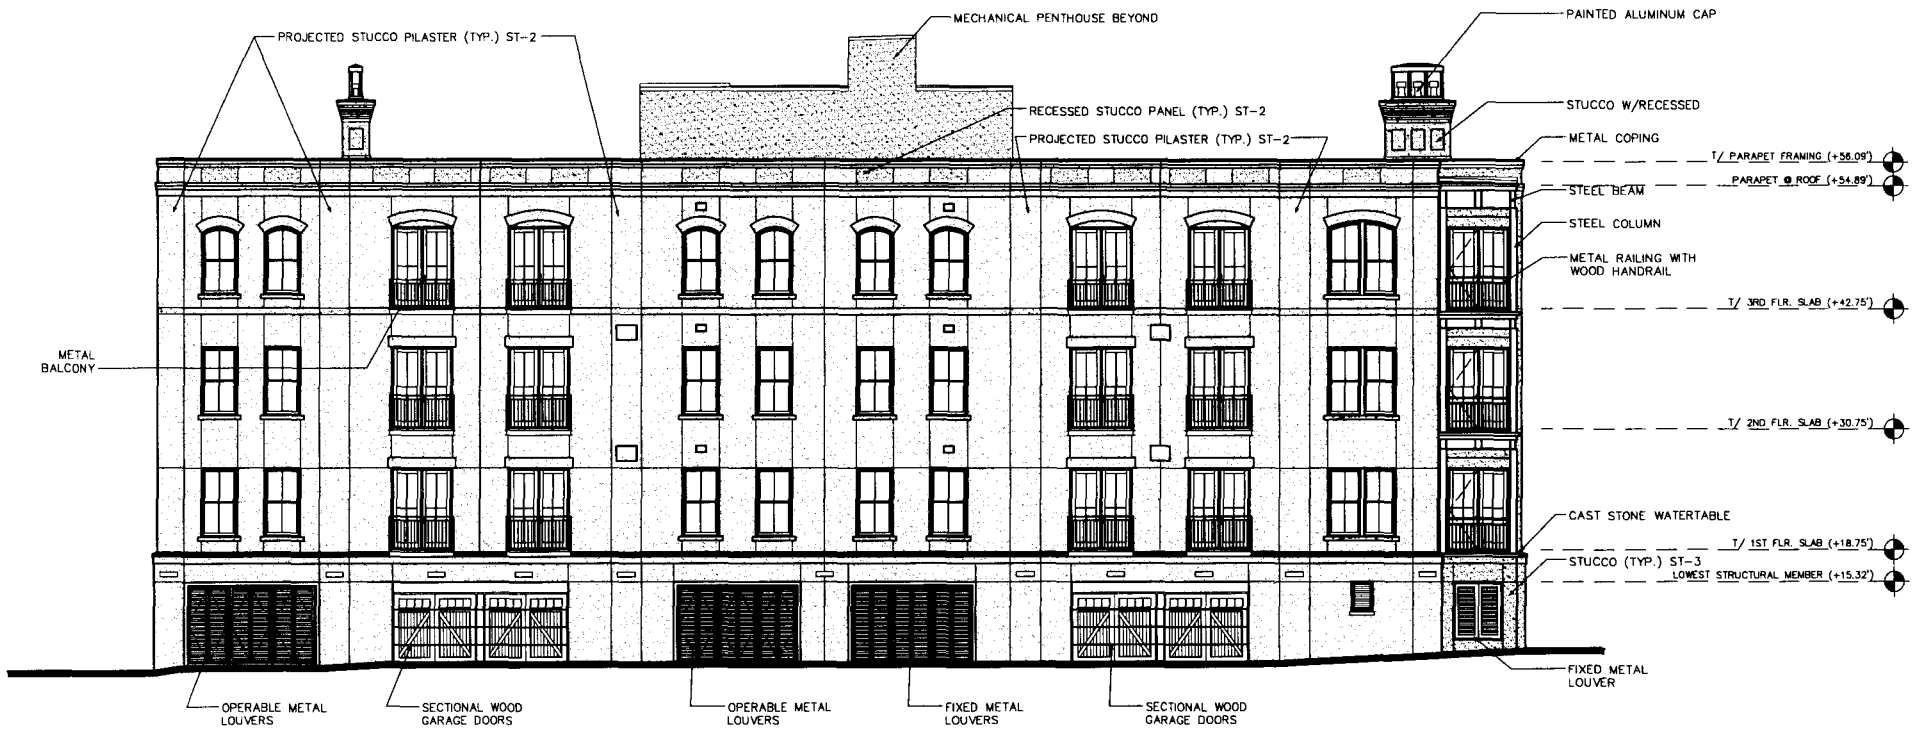 MECHANICAL PENTHOUSE BEYOND
PAINTED ALUMINUM CAP
PROJECTED STUCCO PILASTER (TYP.) ST-2
RECESSED STUCCO PANEL (TYP.) ST-2
STUCCO W/RECESSED
PROJECTED STUCCO PILASTER (TYP.) ST-2
METAL COPING
T/ PARAPET FRAMING (+56.09')
PARAPET @ ROOF (+54.89')
STEEL BEAM
STEEL COLUMN
METAL RAILING WITH
WOOD HANDRAIL
T/ 3RD FLR. SLAB (+42.75')
METAL
BALCONY
T/ 2ND FLR. SLAB (+30.75')
CAST STONE WATERTABLE
T/ 1ST FLR. SLAB (+18.75')
STUCCO (TYP.) ST-3
LOWEST STRUCTURAL MEMBER (+15.32')
FIXED METAL
LOUVER
OPERABLE METAL
LOUVERS
SECTIONAL WOOD
GARAGE DOORS
OPERABLE METAL
LOUVERS
FIXED METAL
LOUVERS
SECTIONAL WOOD
GARAGE DOORS